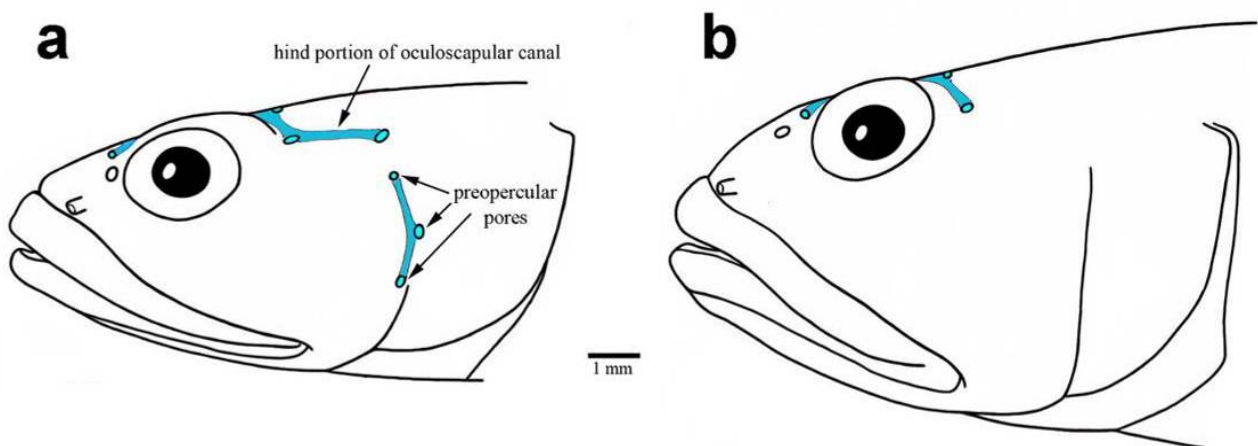 a
b
hind portion of oculoscapular canal
preopercular
pores
1 mm